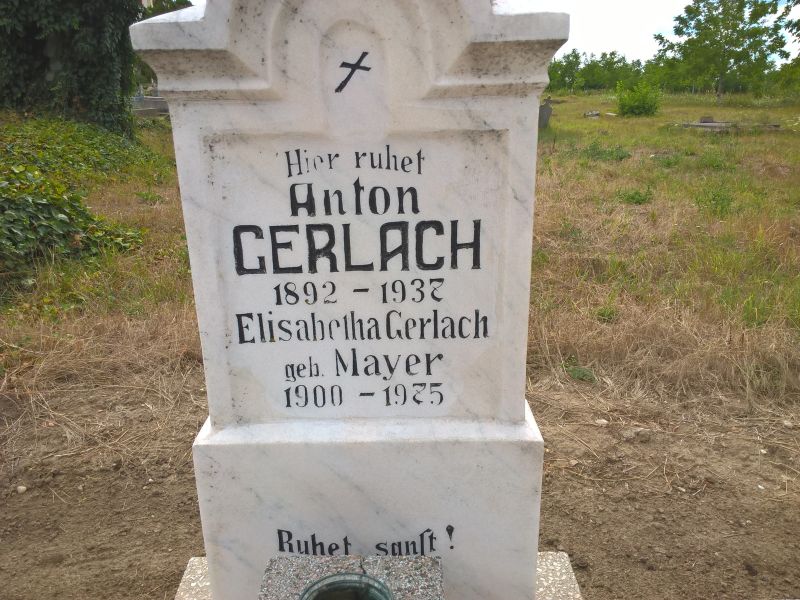 Hier ruhet
Anton
GERLACH
1892 - 1937
Elisabetha Gerlach
geb. Mayer
1900 - 1975
Ruhet sanft!